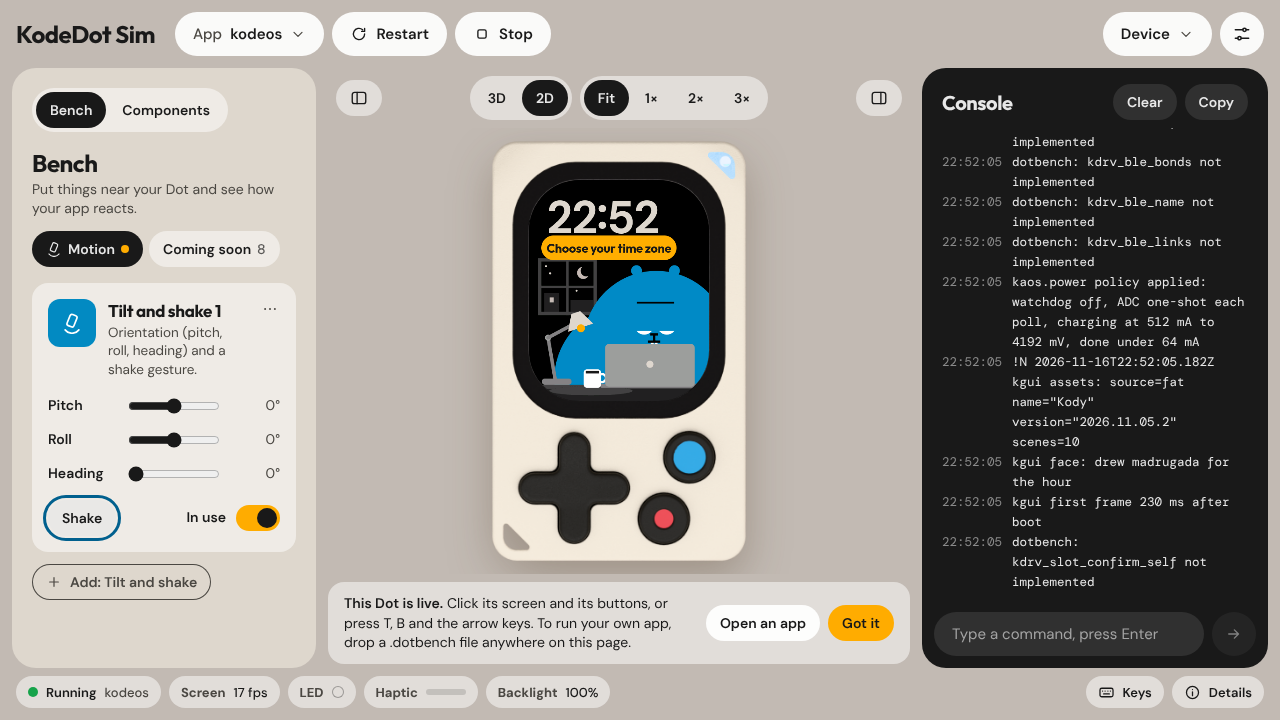 KodeDot Sim
App kodeos
Restart
Stop
Device
Bench
Components
Bench
Put things near your Dot and see how
your app reacts.
Motion
Coming soon 8
Tilt and shake 1
...
Orientation (pitch,
roll, heading) and a
shake gesture.
Pitch 0°
Roll 0°
Heading 0°
Shake
In use
+ Add: Tilt and shake
3D
2D
Fit
1×
2×
3×
22:52
Choose your time zone
This Dot is live. Click its screen and its buttons, or
press T, B and the arrow keys. To run your own app,
drop a .dotbench file anywhere on this page.
Open an app
Got it
Console
Clear
Copy
implemented
22:52:05 dotbench: kdrv_ble_bonds not
implemented
22:52:05 dotbench: kdrv_ble_name not
implemented
22:52:05 dotbench: kdrv_ble_links not
implemented
22:52:05 kaos.power policy applied:
watchdog off, ADC one-shot each
poll, charging at 512 mA to
4192 mV, done under 64 mA
22:52:05 !N 2026-11-16T22:52:05.182Z
kgui assets: source=fat
name="Kody"
version="2026.11.05.2"
scenes=10
22:52:05 kgui face: drew madrugada for
the hour
22:52:05 kgui first frame 230 ms after
boot
22:52:05 dotbench:
kdrv_slot_confirm_self not
implemented
Type a command, press Enter
Running kodeos
Screen 17 fps
LED
Haptic
Backlight 100%
Keys
Details